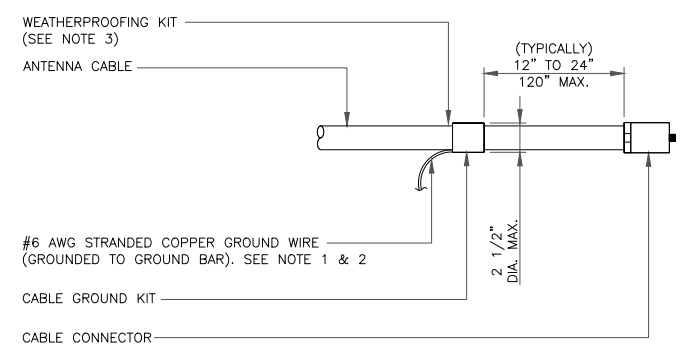 WEATHERPROOFING KIT
(SEE NOTE 3)
ANTENNA CABLE
(TYPICALLY)
12" TO 24"
120" MAX.
2 1/2"
DIA. MAX.
#6 AWG STRANDED COPPER GROUND WIRE
(GROUNDED TO GROUND BAR). SEE NOTE 1 & 2
CABLE GROUND KIT
CABLE CONNECTOR